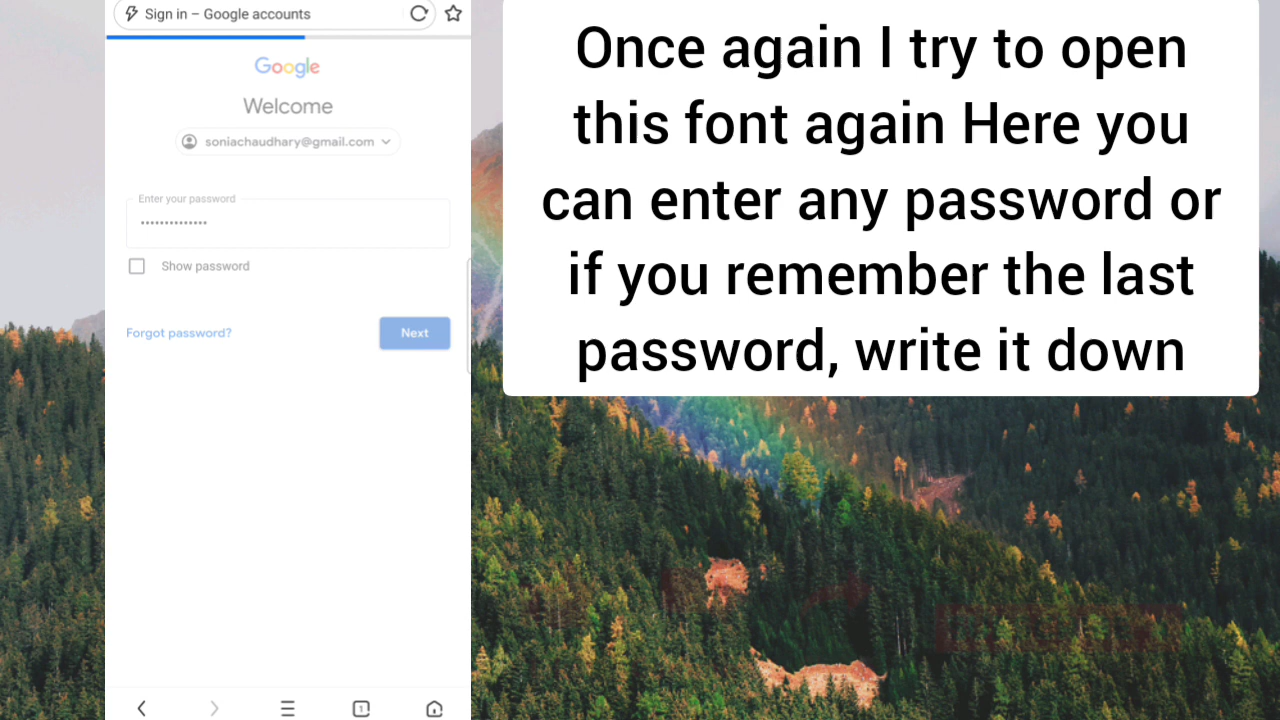 Sign in – Google accounts
Google
Welcome
soniachaudhary@gmail.com
Enter your password
••••••••••••••
Show password
Forgot password?
Next
1
Once again I try to open
this font again Here you
can enter any password or
if you remember the last
password, write it down